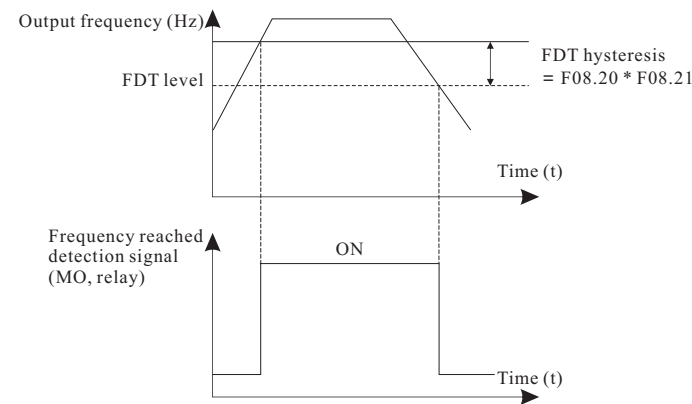 Output frequency (Hz)
FDT level
FDT hysteresis
= F08.20 * F08.21
Time (t)
Frequency reached
detection signal
(MO, relay)
ON
Time (t)